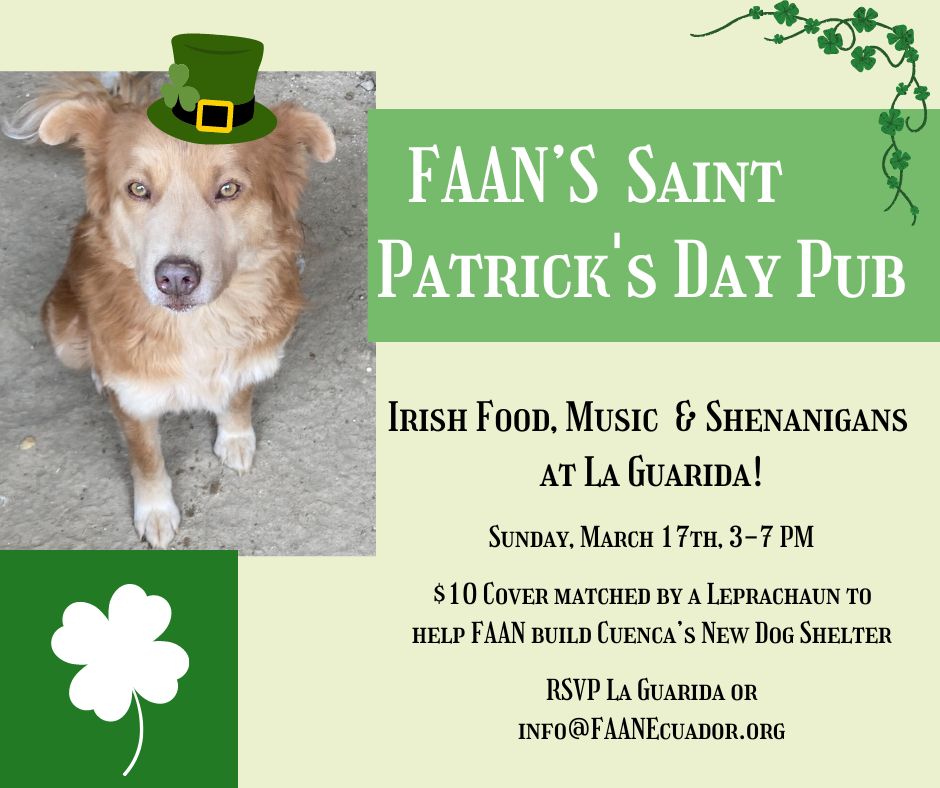 FAAN'S Saint
Patrick's Day Pub
Irish Food, Music & Shenanigans
at La Guarida!
Sunday, March 17th, 3-7 PM
$10 Cover matched by a Leprachaun to
help FAAN build Cuenca's New Dog Shelter
RSVP La Guarida or
info@FAANEcuador.org